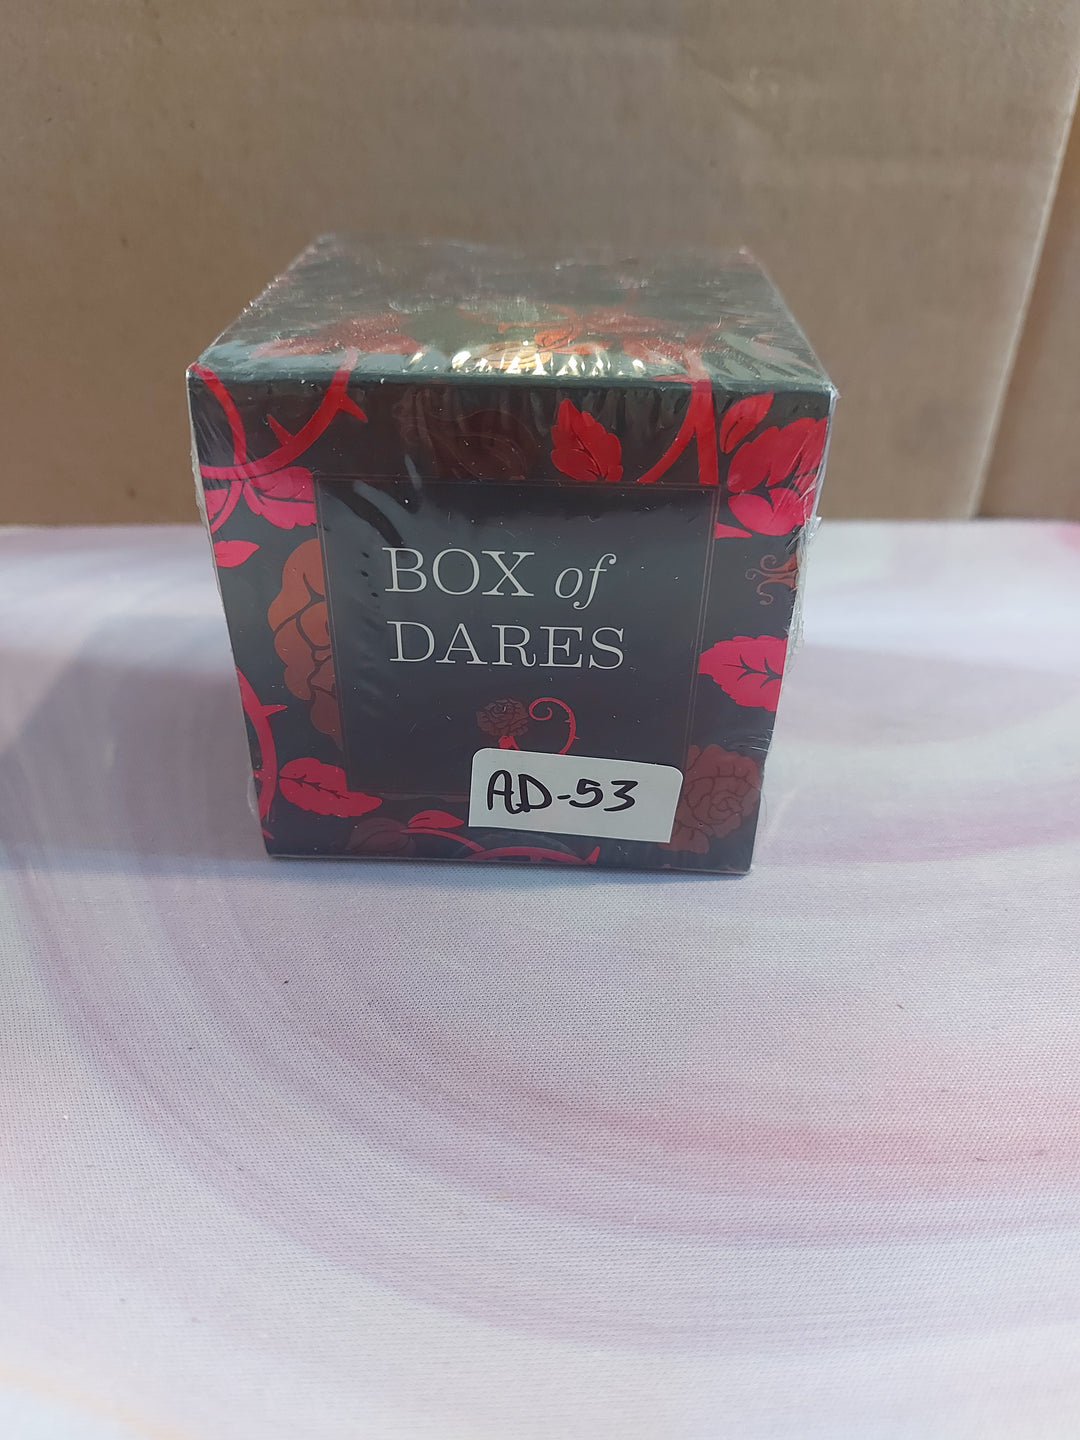 BOX of
DARES
AD-53